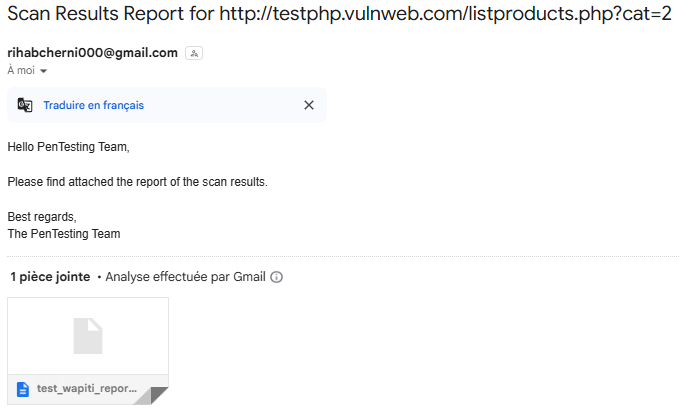 Scan Results Report for http://testphp.vulnweb.com/listproducts.php?cat=2
rihabcherni000@gmail.com
À moi
Traduire en français
Hello PenTesting Team,
Please find attached the report of the scan results.
Best regards,
The PenTesting Team
1 pièce jointe • Analyse effectuée par Gmail
test_wapiti_repor...